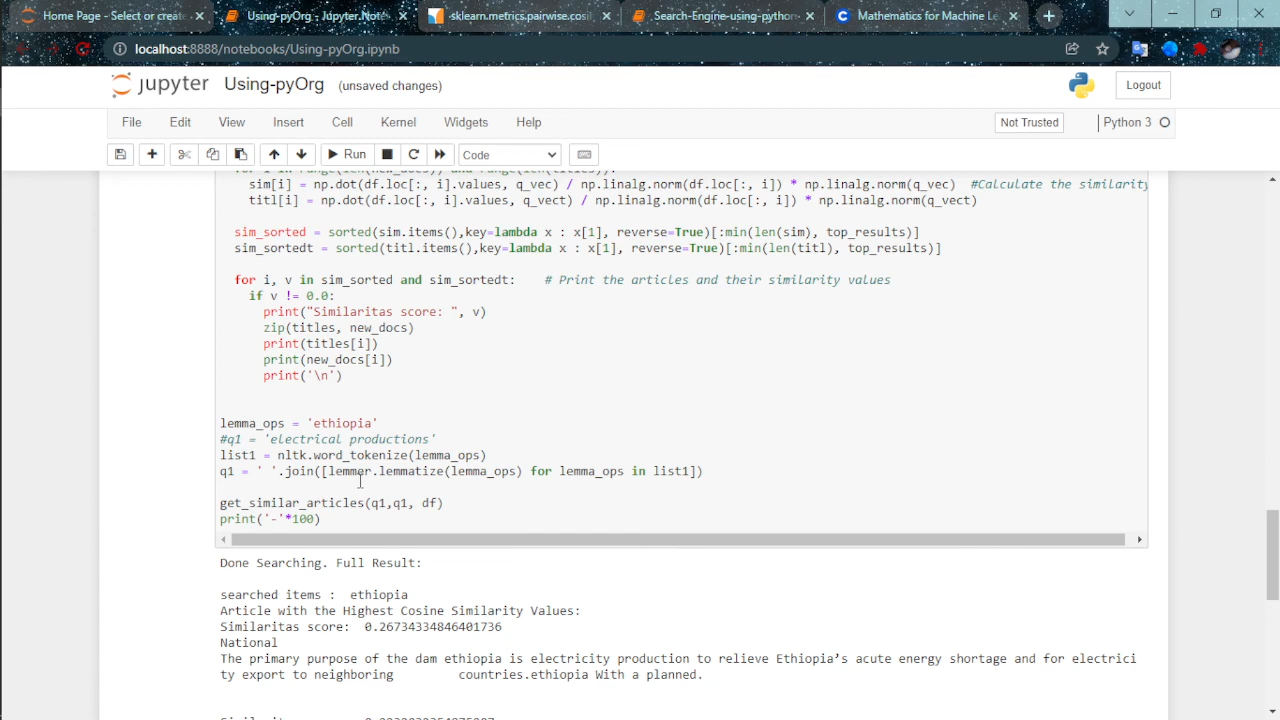 Home Page - Select or create
Using-pyOrg - Jupyter Note
sklearn.metrics.pairwise.cosi
Search-Engine-using-python
Mathematics for Machine Le
localhost:8888/notebooks/Using-pyOrg.ipynb
jupyter Using-pyOrg (unsaved changes)
Logout
File Edit View Insert Cell Kernel Widgets Help
Not Trusted
Python 3
Run
Code
for i in range(len(new_docs)) and range(len(titles)):
sim[i] = np.dot(df.loc[:, i].values, q_vec) / np.linalg.norm(df.loc[:, i]) * np.linalg.norm(q_vec) #Calculate the similarity
titl[i] = np.dot(df.loc[:, i].values, q_vect) / np.linalg.norm(df.loc[:, i]) * np.linalg.norm(q_vect)
sim_sorted = sorted(sim.items(),key=lambda x : x[1], reverse=True)[:min(len(sim), top_results)]
sim_sortedt = sorted(titl.items(),key=lambda x : x[1], reverse=True)[:min(len(titl), top_results)]
for i, v in sim_sorted and sim_sortedt: # Print the articles and their similarity values
if v != 0.0:
print("Similaritas score: ", v)
zip(titles, new_docs)
print(titles[i])
print(new_docs[i])
print('\n')
lemma_ops = 'ethiopia'
#q1 = 'electrical productions'
list1 = nltk.word_tokenize(lemma_ops)
q1 = ' '.join([lemmer.lemmatize(lemma_ops) for lemma_ops in list1])
get_similar_articles(q1,q1, df)
print('-'*100)
Done Searching. Full Result:
searched items : ethiopia
Article with the Highest Cosine Similarity Values:
Similaritas score: 0.26734334846401736
National
The primary purpose of the dam ethiopia is electricity production to relieve Ethiopia's acute energy shortage and for electrici
ty export to neighboring countries.ethiopia With a planned.